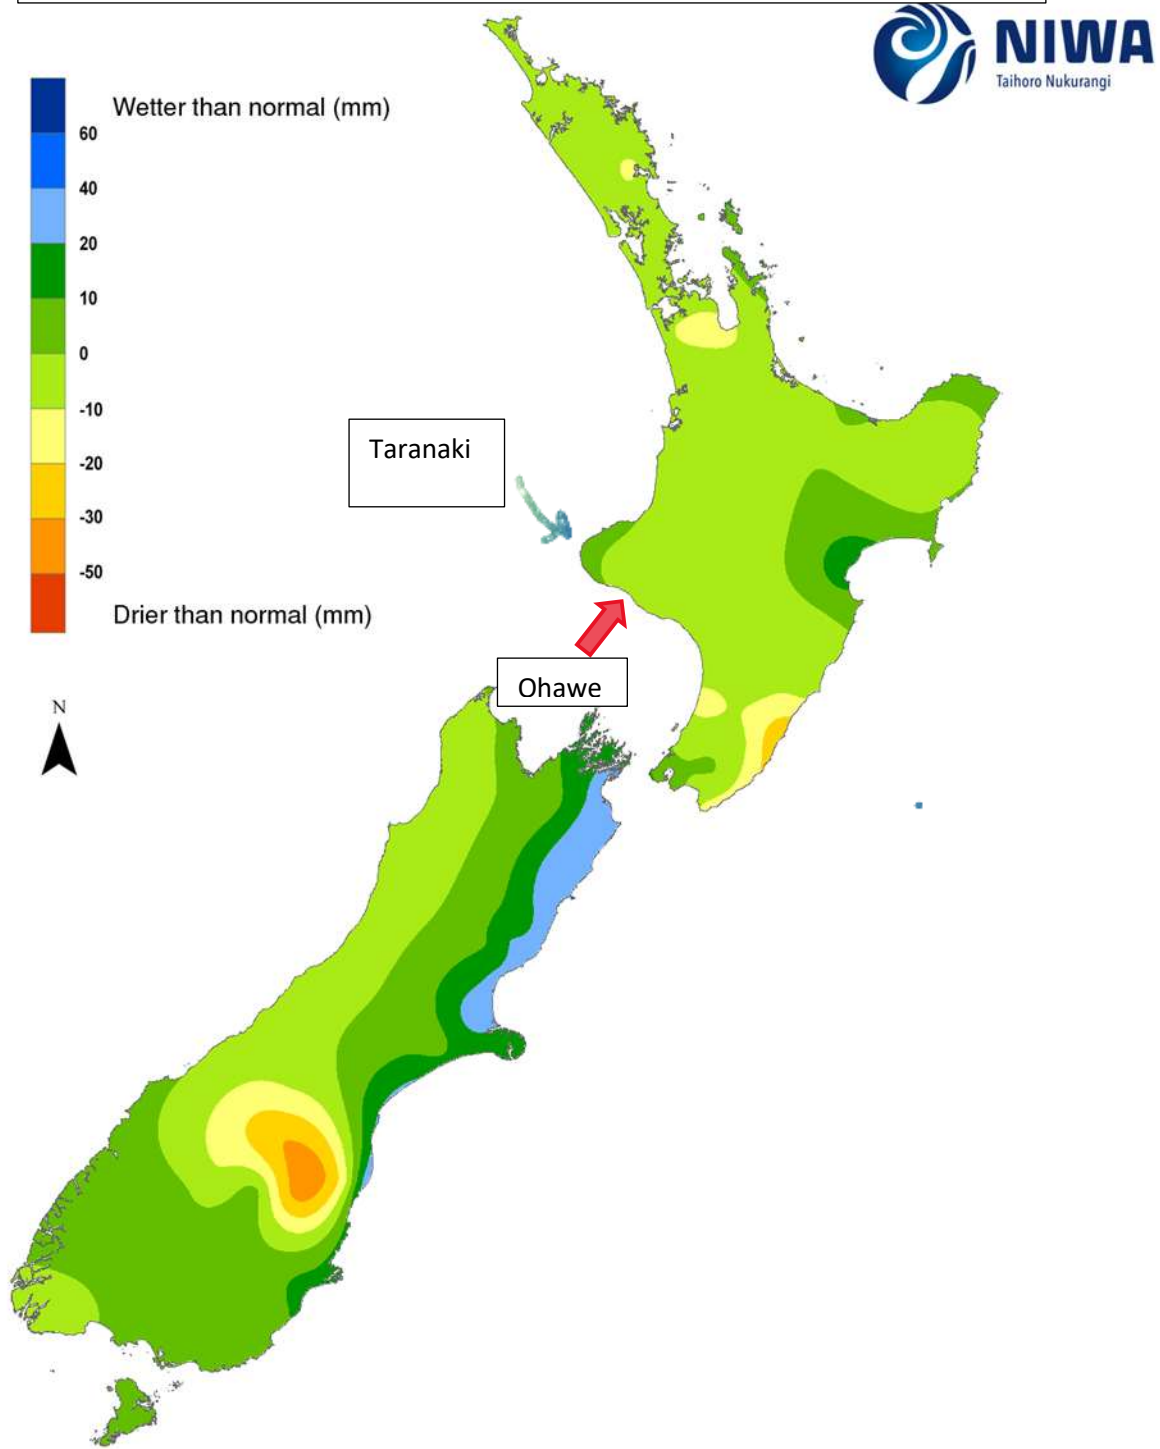 NIWA
Taihoro Nukurangi
Wetter than normal (mm)
60
40
20
10
0
-10
-20
-30
-50
Drier than normal (mm)
Taranaki
Ohawe
N